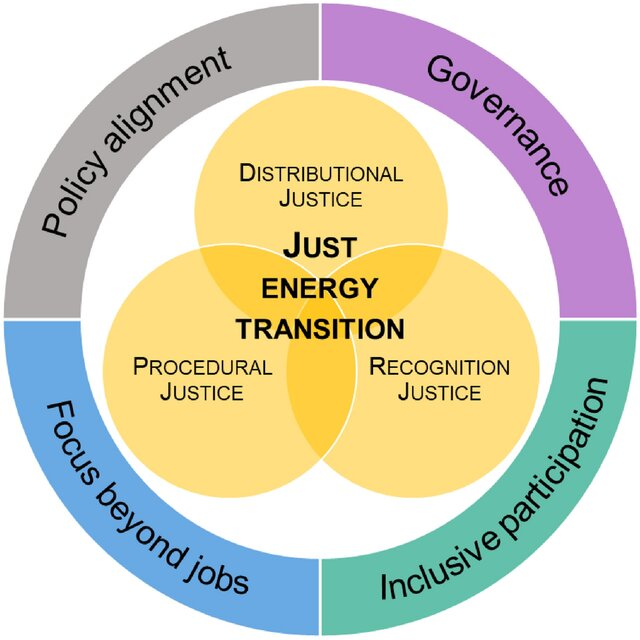 Policy alignment
Governance
DISTRIBUTIONAL
JUSTICE
JUST
ENERGY
TRANSITION
PROCEDURAL
JUSTICE
RECOGNITION
JUSTICE
Focus beyond jobs
Inclusive participation